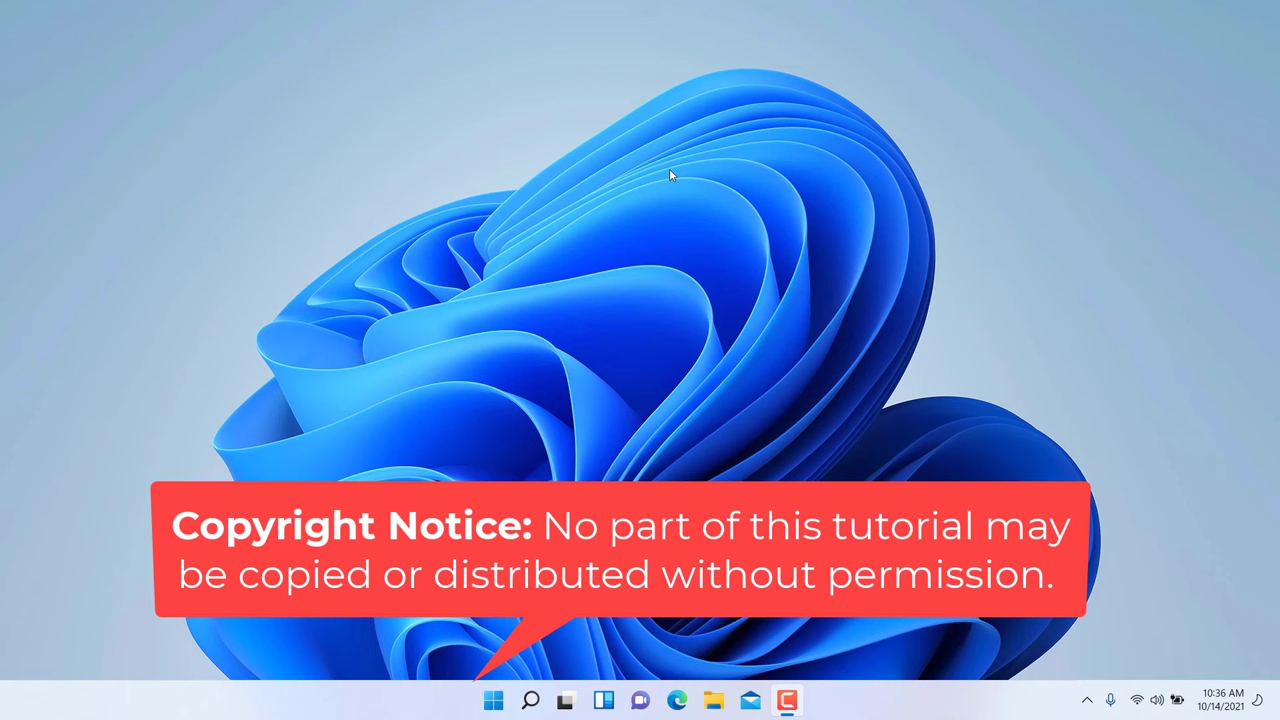 Copyright Notice: No part of this tutorial may
be copied or distributed without permission.
10:36 AM
10/14/2021